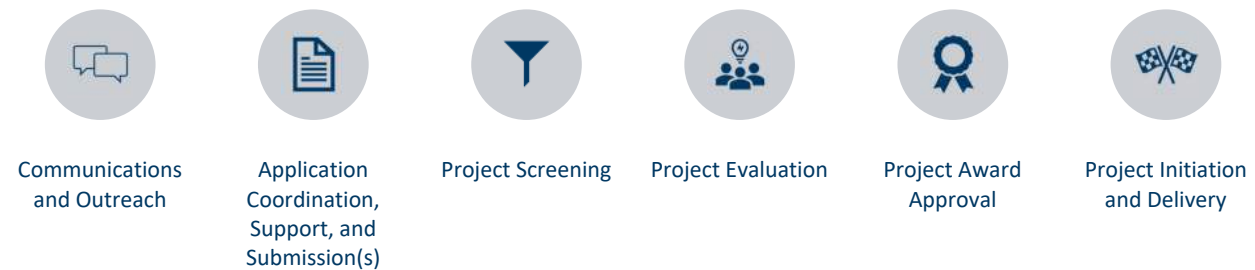 Communications
and Outreach
Application
Coordination,
Support, and
Submission(s)
Project Screening
Project Evaluation
Project Award
Approval
Project Initiation
and Delivery